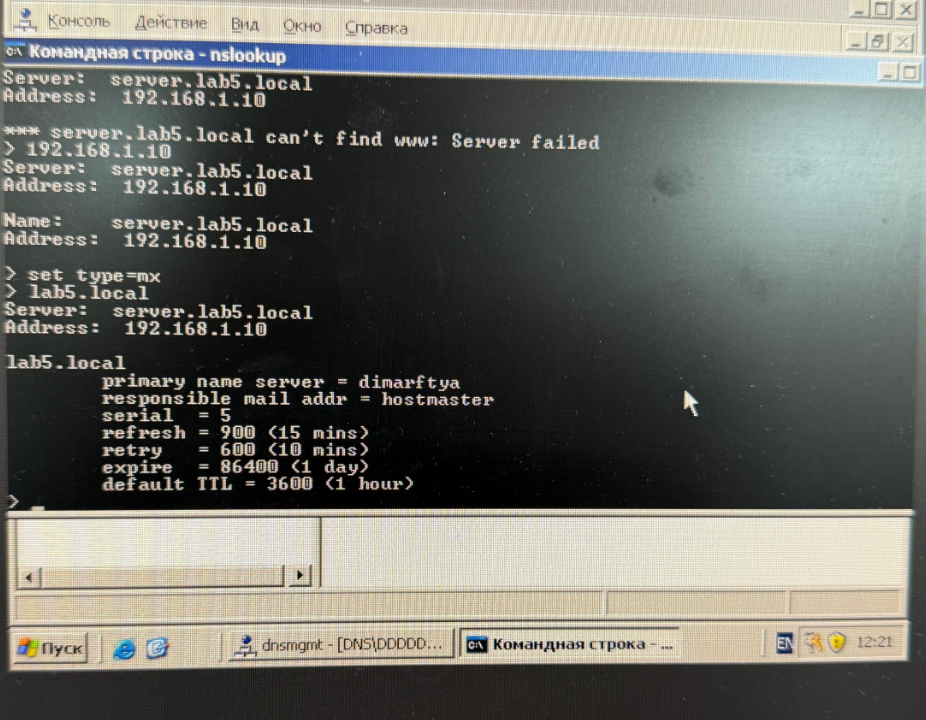 Консоль Действие Вид Окно Справка
Командная строка - nslookup
Server: server.lab5.local
Address: 192.168.1.10
*** server.lab5.local can't find www: Server failed
> 192.168.1.10
Server: server.lab5.local
Address: 192.168.1.10
Name: server.lab5.local
Address: 192.168.1.10
> set type=mx
> lab5.local
Server: server.lab5.local
Address: 192.168.1.10
lab5.local
primary name server = dimarftya
responsible mail addr = hostmaster
serial = 5
refresh = 900 (15 mins)
retry = 600 (10 mins)
expire = 86400 (1 day)
default TTL = 3600 (1 hour)
>
Пуск dnsmgmt - [DNS\DDDDD... Командная строка - ... EN 12:21